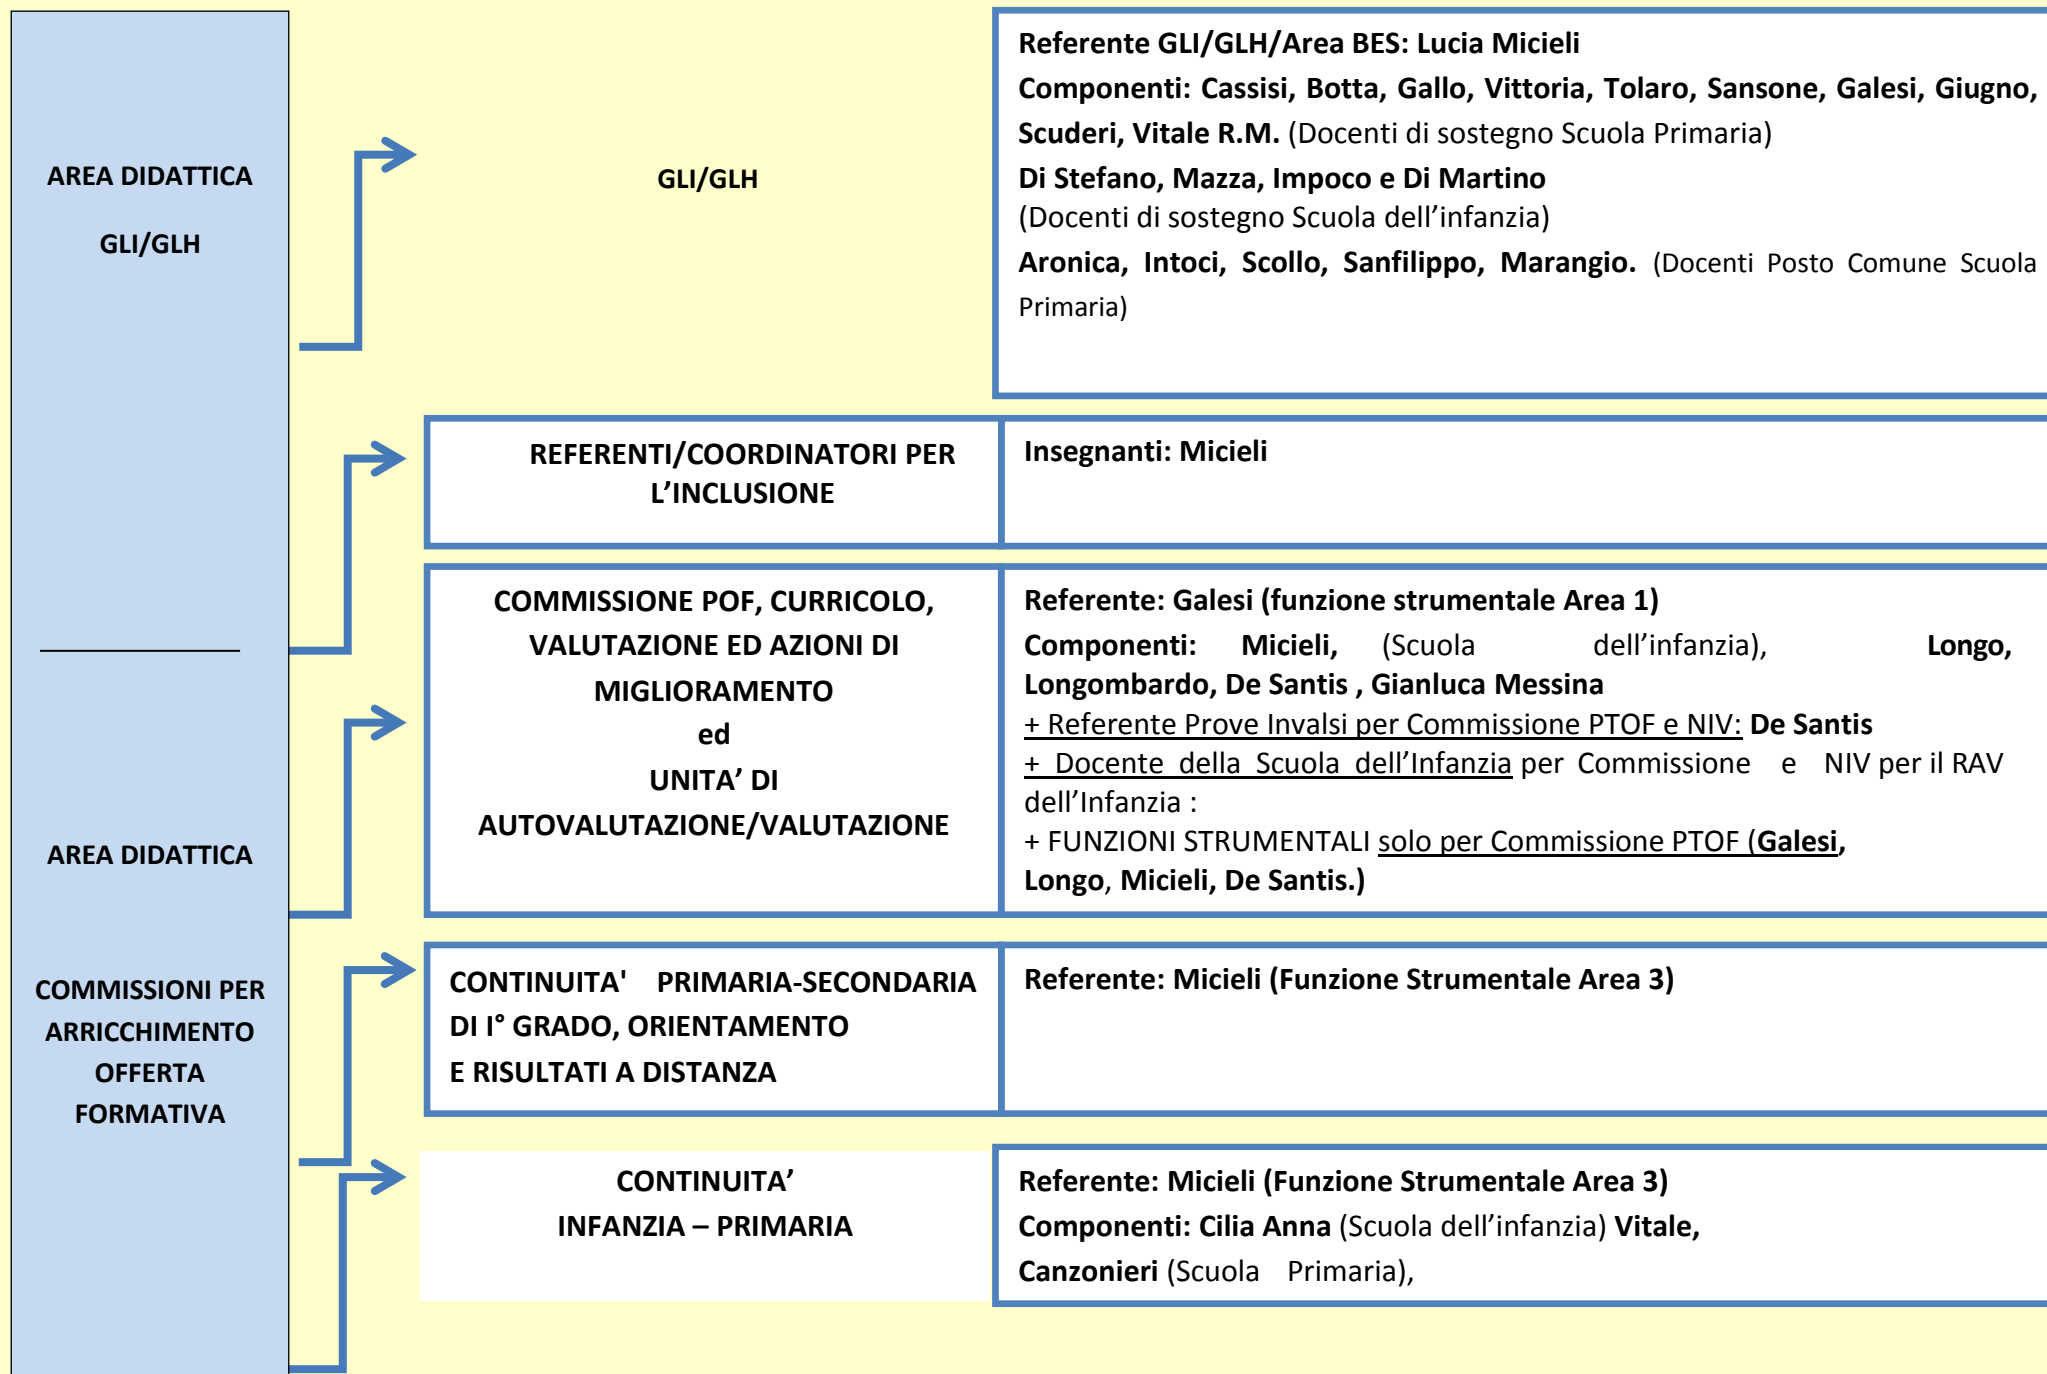 AREA DIDATTICA
GLI/GLH
GLI/GLH
Referente GLI/GLH/Area BES: Lucia Micieli
Componenti: Cassisi, Botta, Gallo, Vittoria, Tolaro, Sansone, Galesi, Giugno,
Scuderi, Vitale R.M. (Docenti di sostegno Scuola Primaria)
Di Stefano, Mazza, Impoco e Di Martino
(Docenti di sostegno Scuola dell’infanzia)
Aronica, Intoci, Scollo, Sanfilippo, Marangio. (Docenti Posto Comune Scuola
Primaria)
REFERENTI/COORDINATORI PER
L’INCLUSIONE
Insegnanti: Micieli
AREA DIDATTICA
COMMISSIONI PER
ARRICCHIMENTO
OFFERTA
FORMATIVA
COMMISSIONE POF, CURRICOLO,
VALUTAZIONE ED AZIONI DI
MIGLIORAMENTO
ed
UNITA’ DI
AUTOVALUTAZIONE/VALUTAZIONE
Referente: Galesi (funzione strumentale Area 1)
Componenti: Micieli, (Scuola dell’infanzia), Longo,
Longombardo, De Santis , Gianluca Messina
+ Referente Prove Invalsi per Commissione PTOF e NIV: De Santis
+ Docente della Scuola dell’Infanzia per Commissione e NIV per il RAV
dell’Infanzia :
+ FUNZIONI STRUMENTALI solo per Commissione PTOF (Galesi,
Longo, Micieli, De Santis.)
CONTINUITA' PRIMARIA-SECONDARIA
DI I° GRADO, ORIENTAMENTO
E RISULTATI A DISTANZA
Referente: Micieli (Funzione Strumentale Area 3)
CONTINUITA’
INFANZIA – PRIMARIA
Referente: Micieli (Funzione Strumentale Area 3)
Componenti: Cilia Anna (Scuola dell’infanzia) Vitale,
Canzonieri (Scuola Primaria),